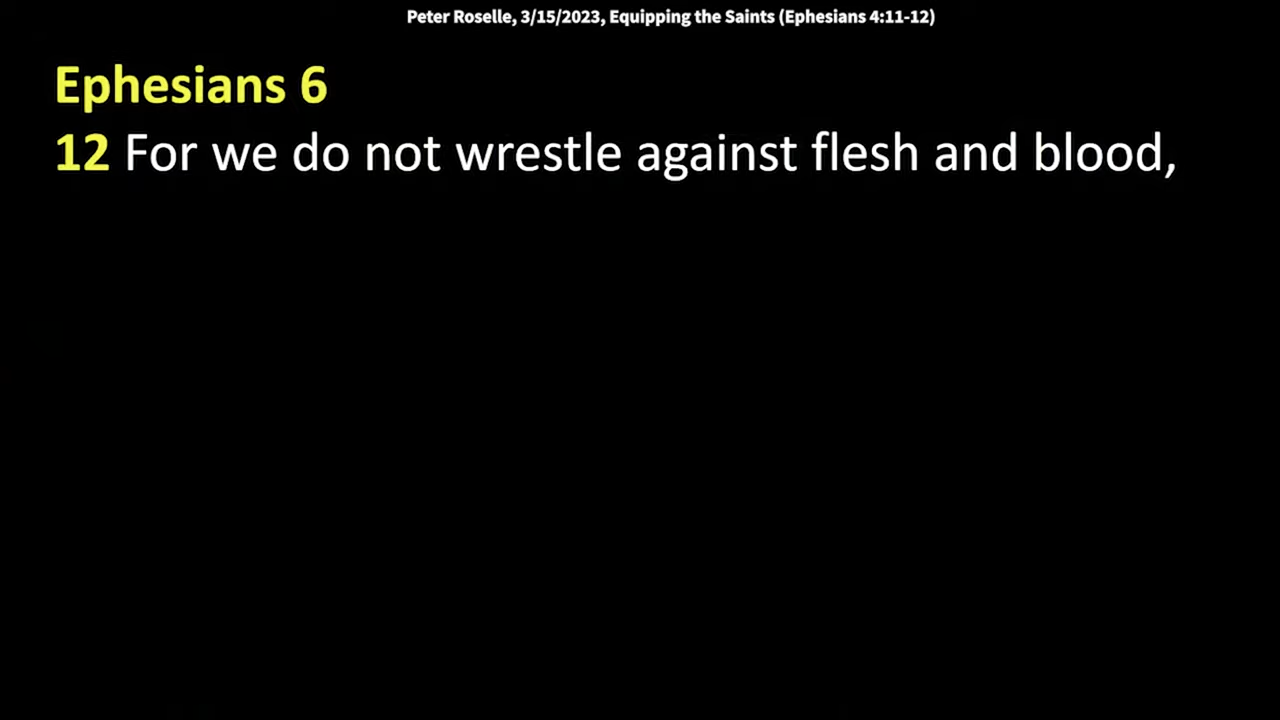 Peter Roselle, 3/15/2023, Equipping the Saints (Ephesians 4:11-12)
Ephesians 6
12 For we do not wrestle against flesh and blood,